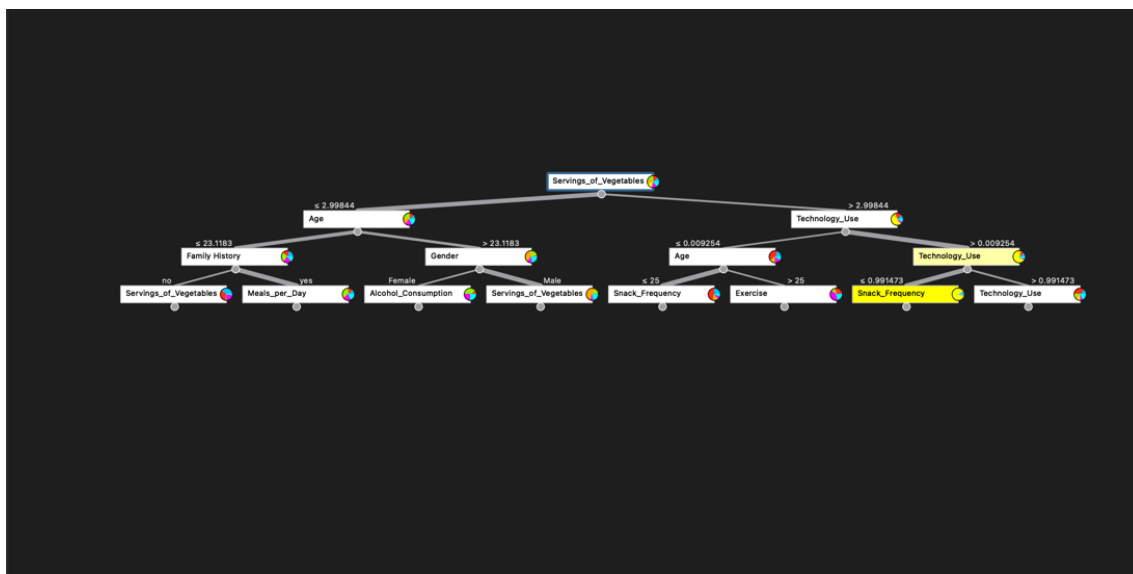 Servings_of_Vegetables
≤ 2.99844 > 2.99844
Age Technology_Use
≤ 23.1183 > 23.1183 ≤ 0.009254 > 0.009254
Family History Gender Age Technology_Use
no yes Female Male ≤ 25 > 25 ≤ 0.991473 > 0.991473
Servings_of_Vegetables Meals_per_Day Alcohol_Consumption Servings_of_Vegetables Snack_Frequency Exercise Snack_Frequency Technology_Use